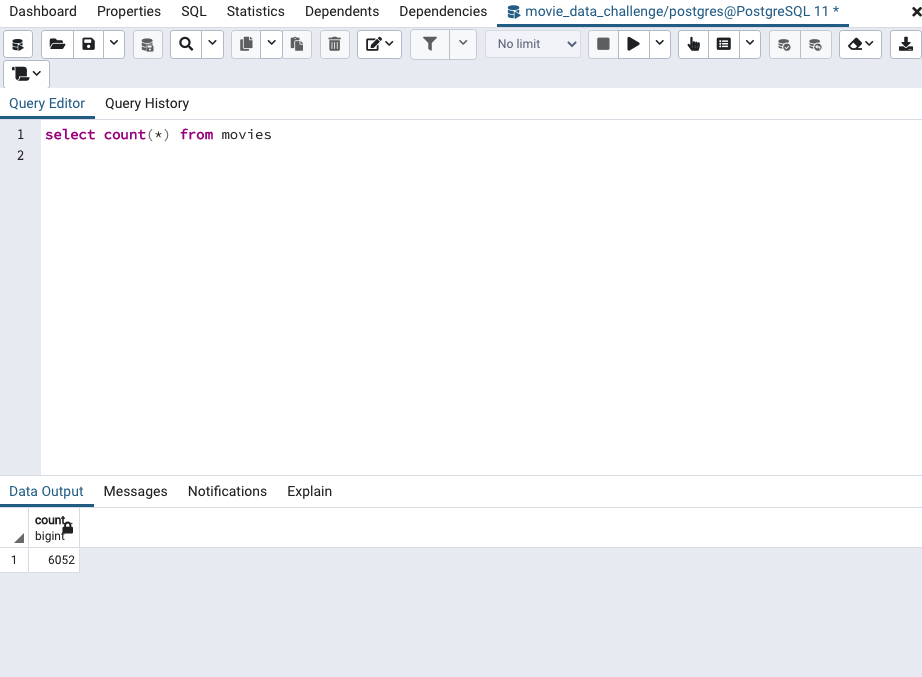 Dashboard Properties SQL Statistics Dependents Dependencies movie_data_challenge/postgres@PostgreSQL 11 *
No limit
Query Editor Query History
1 select count(*) from movies
2
Data Output Messages Notifications Explain
count
bigint
1 6052